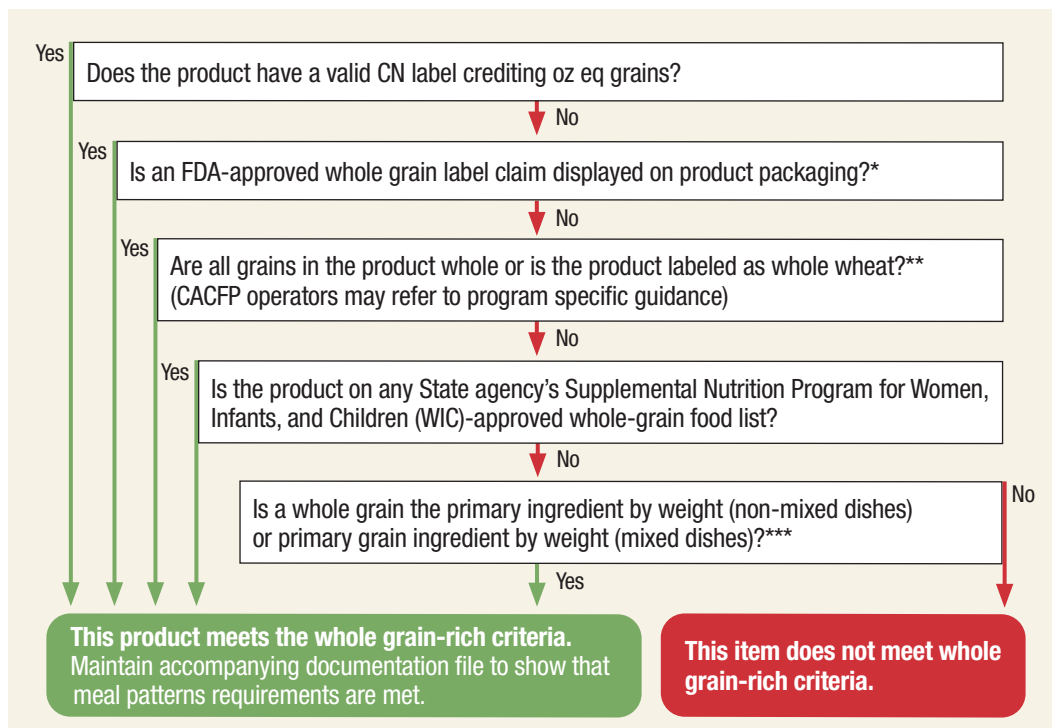 Yes
Does the product have a valid CN label crediting oz eq grains?
No
Yes
Is an FDA-approved whole grain label claim displayed on product packaging?*
No
Yes
Are all grains in the product whole or is the product labeled as whole wheat?**
(CACFP operators may refer to program specific guidance)
No
Yes
Is the product on any State agency’s Supplemental Nutrition Program for Women,
Infants, and Children (WIC)-approved whole-grain food list?
No
Is a whole grain the primary ingredient by weight (non-mixed dishes)
or primary grain ingredient by weight (mixed dishes)?***
No
Yes
This product meets the whole grain-rich criteria.
Maintain accompanying documentation file to show that
meal patterns requirements are met.
This item does not meet whole
grain-rich criteria.